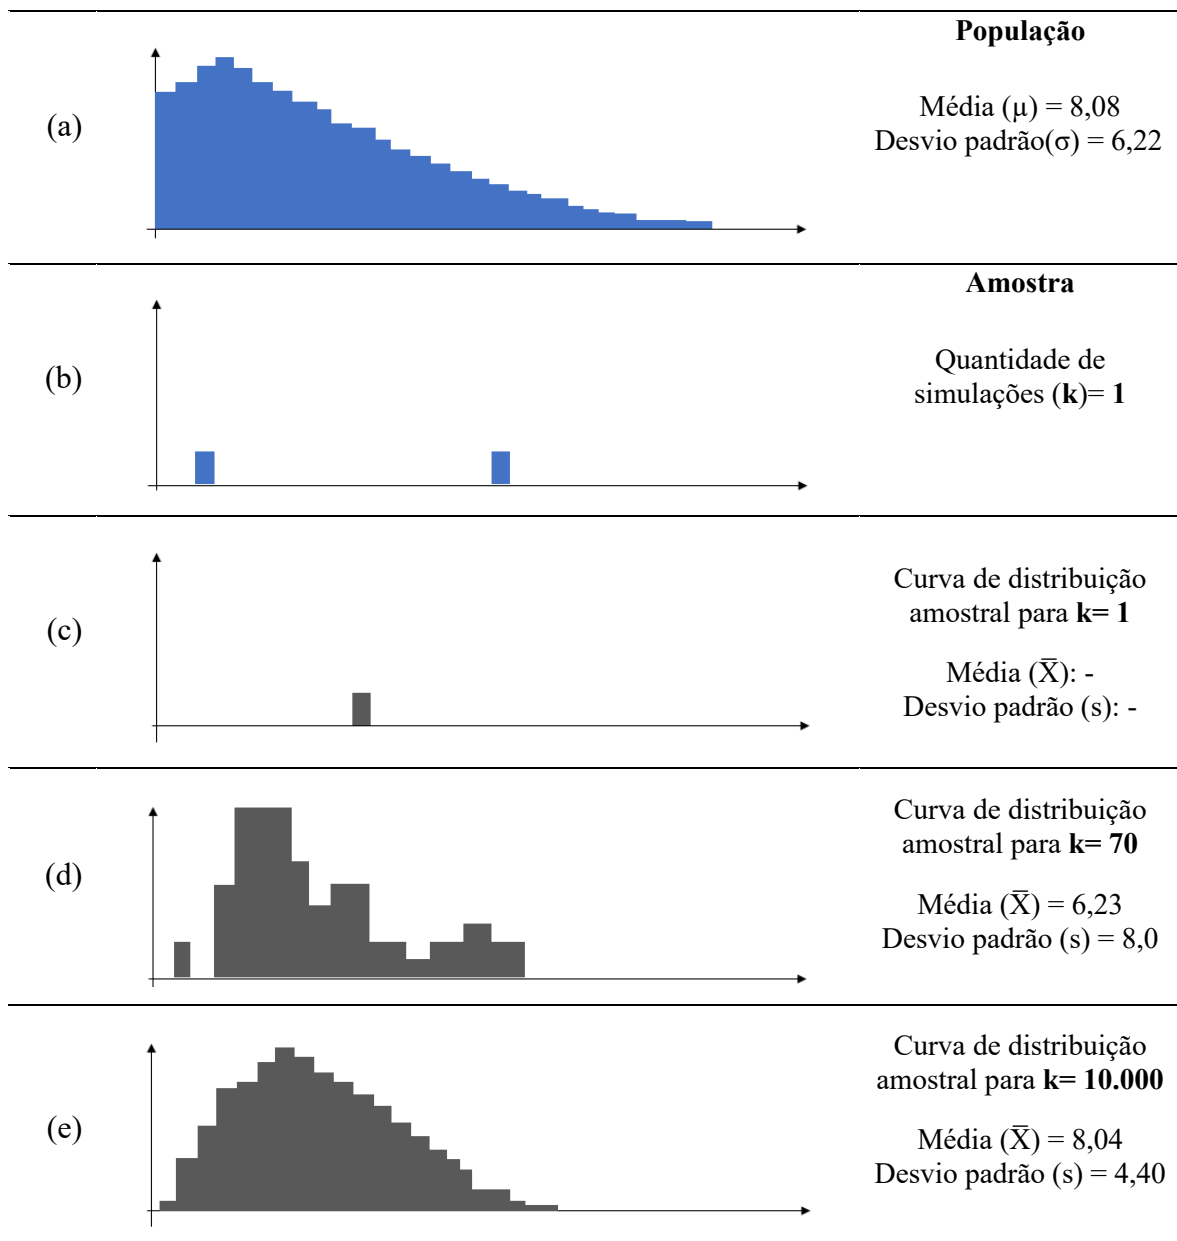 População
(a)
Média (μ) = 8,08
Desvio padrão(σ) = 6,22
Amostra
(b)
Quantidade de
simulações (k)= 1
(c)
Curva de distribuição
amostral para k= 1
Média (X̅): -
Desvio padrão (s): -
(d)
Curva de distribuição
amostral para k= 70
Média (X̅) = 6,23
Desvio padrão (s) = 8,0
(e)
Curva de distribuição
amostral para k= 10.000
Média (X̅) = 8,04
Desvio padrão (s) = 4,40